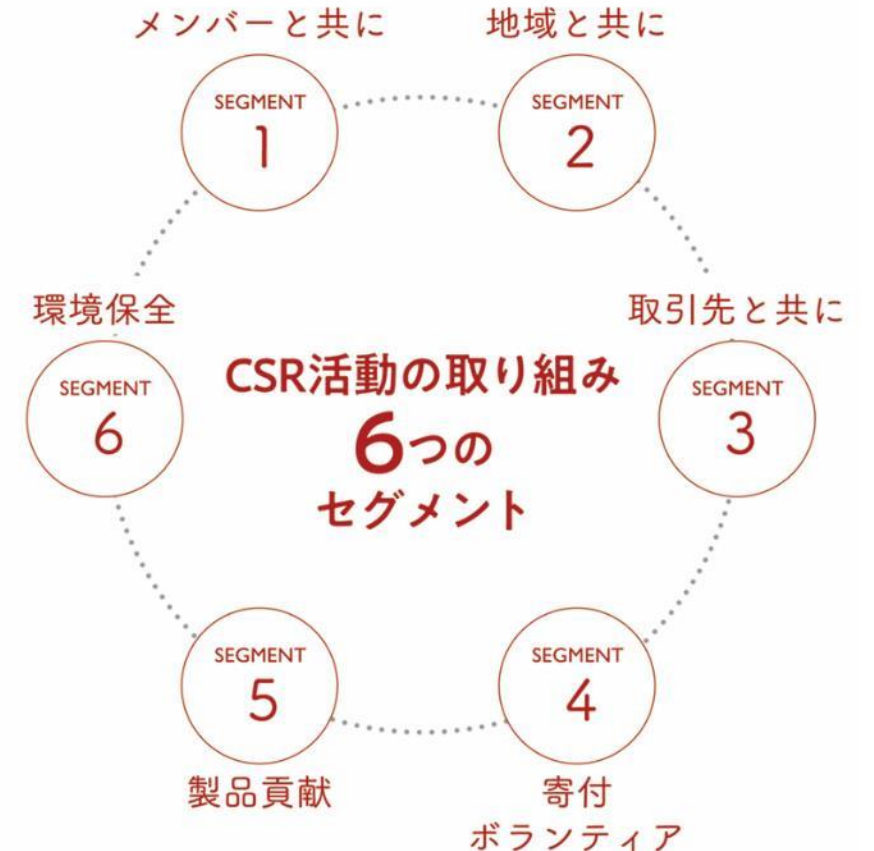 メンバーと共に
SEGMENT
1
地域と共に
SEGMENT
2
取引先と共に
SEGMENT
3
CSR活動の取り組み
6つの
セグメント
環境保全
SEGMENT
6
SEGMENT
5
製品貢献
SEGMENT
4
寄付
ボランティア